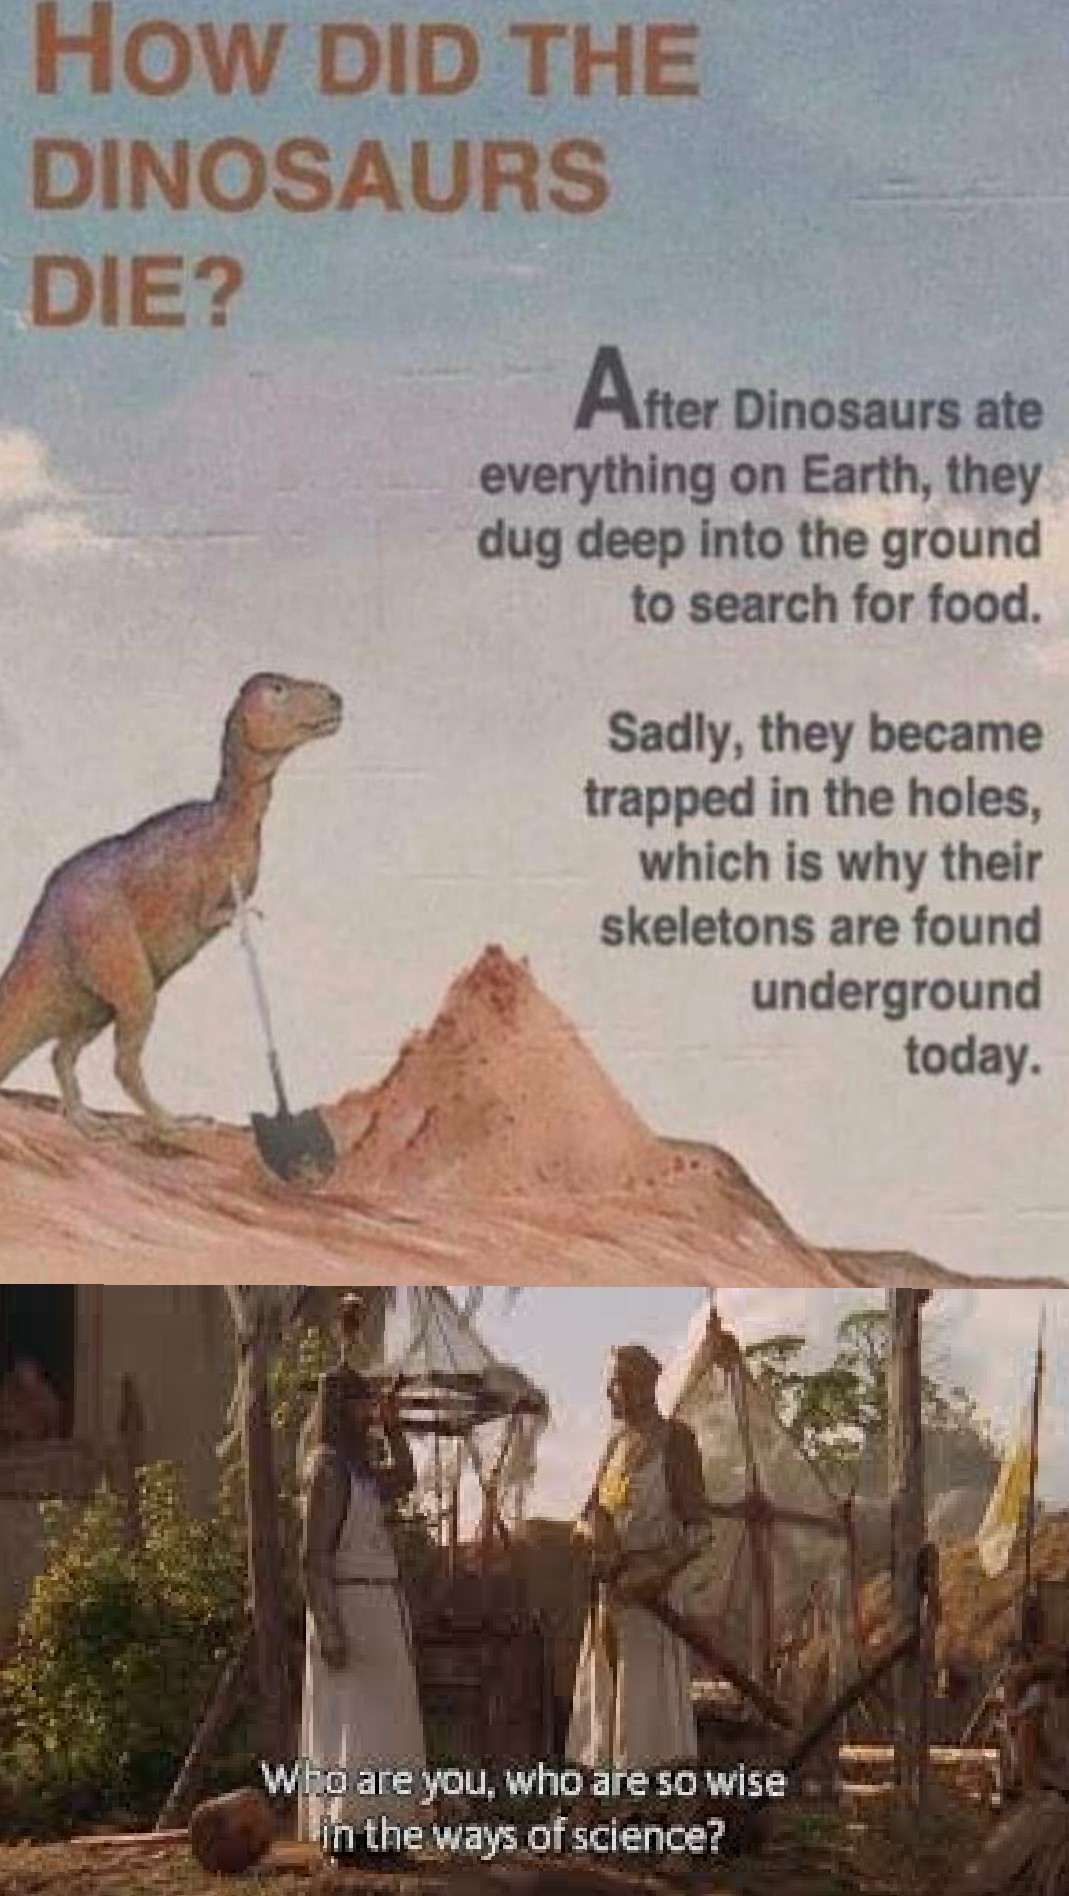 HOW DID THE
DINOSAURS
DIE?
After Dinosaurs ate
everything on Earth, they
dug deep into the ground
to search for food.
Sadly, they became
trapped in the holes,
which is why their
skeletons are found
underground
today.
Who are you, who are so wise
in the ways of science?